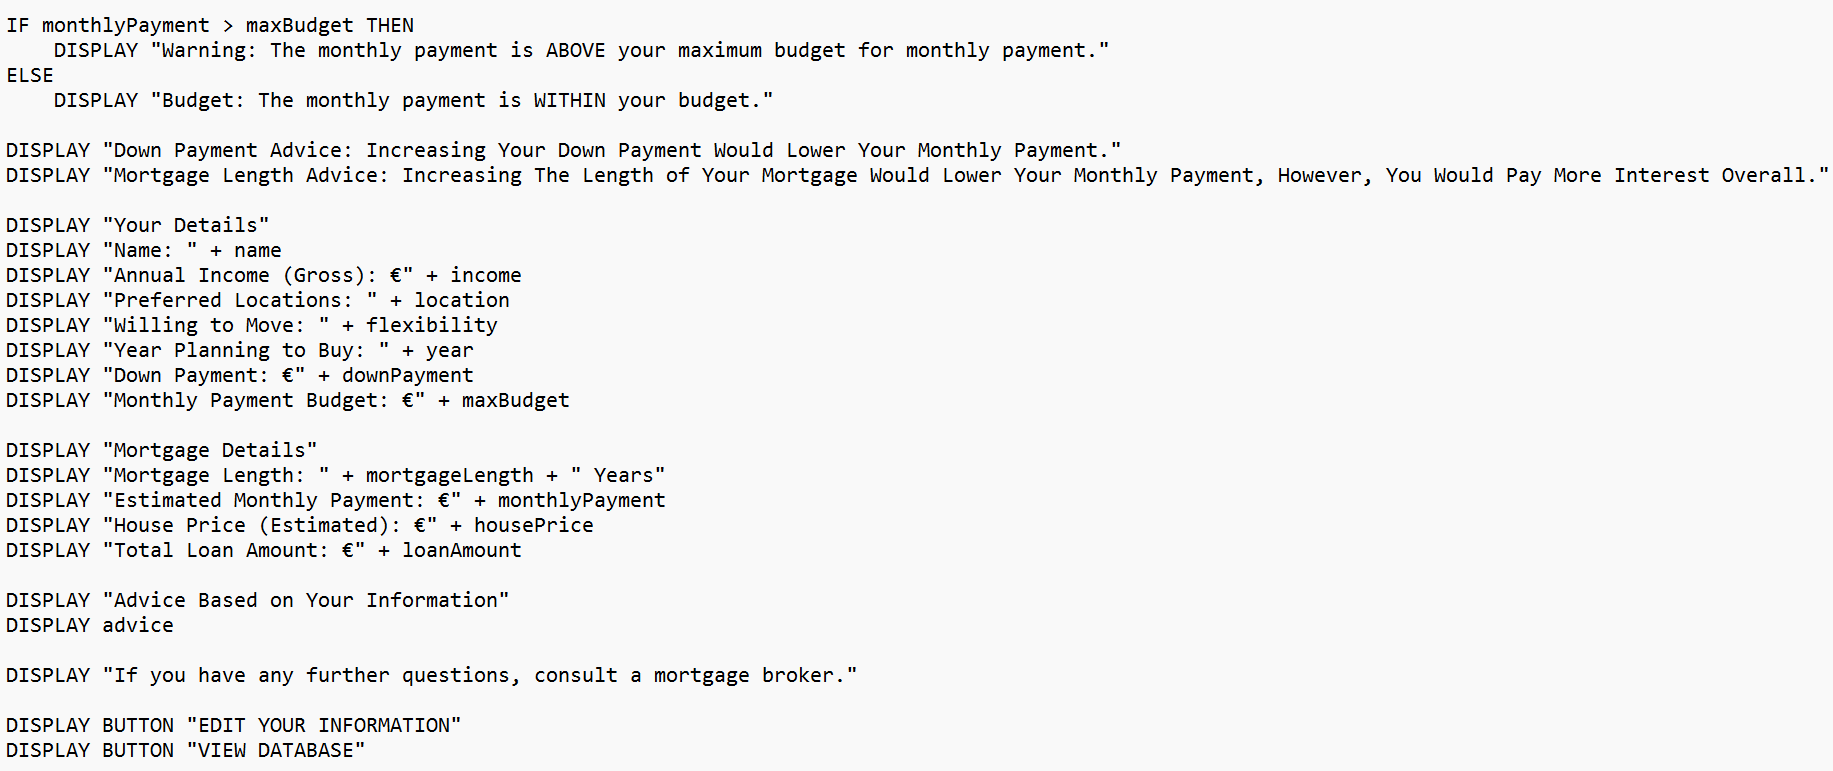 IF monthlyPayment > maxBudget THEN
    DISPLAY "Warning: The monthly payment is ABOVE your maximum budget for monthly payment."
ELSE
    DISPLAY "Budget: The monthly payment is WITHIN your budget."

DISPLAY "Down Payment Advice: Increasing Your Down Payment Would Lower Your Monthly Payment."
DISPLAY "Mortgage Length Advice: Increasing The Length of Your Mortgage Would Lower Your Monthly Payment, However, You Would Pay More Interest Overall."

DISPLAY "Your Details"
DISPLAY "Name: " + name
DISPLAY "Annual Income (Gross): €" + income
DISPLAY "Preferred Locations: " + location
DISPLAY "Willing to Move: " + flexibility
DISPLAY "Year Planning to Buy: " + year
DISPLAY "Down Payment: €" + downPayment
DISPLAY "Monthly Payment Budget: €" + maxBudget

DISPLAY "Mortgage Details"
DISPLAY "Mortgage Length: " + mortgageLength + " Years"
DISPLAY "Estimated Monthly Payment: €" + monthlyPayment
DISPLAY "House Price (Estimated): €" + housePrice
DISPLAY "Total Loan Amount: €" + loanAmount

DISPLAY "Advice Based on Your Information"
DISPLAY advice

DISPLAY "If you have any further questions, consult a mortgage broker."

DISPLAY BUTTON "EDIT YOUR INFORMATION"
DISPLAY BUTTON "VIEW DATABASE"